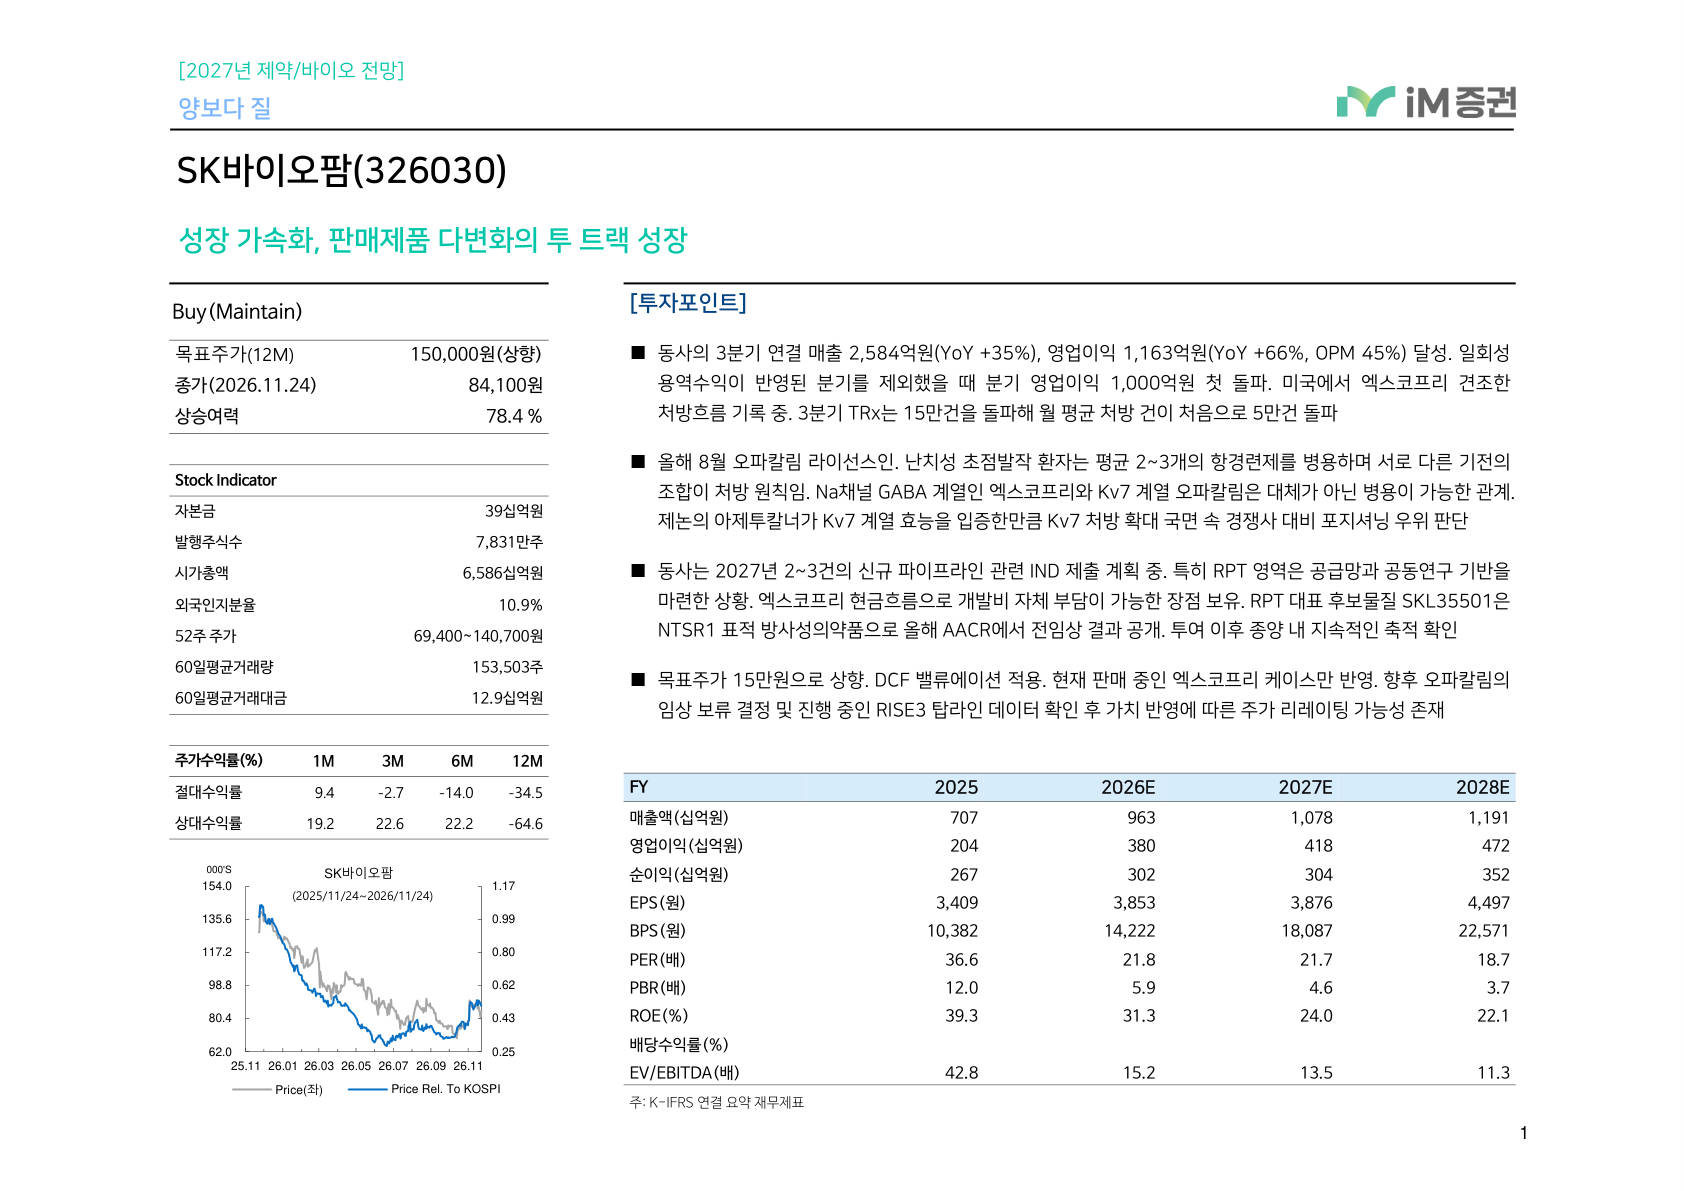 [2027년 제약/바이오 전망]
양보다 질
iM증권
SK바이오팜(326030)
성장 가속화, 판매제품 다변화의 투 트랙 성장
Buy(Maintain)
목표주가(12M) 150,000원(상향)
종가(2026.11.24) 84,100원
상승여력 78.4 %
Stock Indicator
자본금 39십억원
발행주식수 7,831만주
시가총액 6,586십억원
외국인지분율 10.9%
52주 주가 69,400~140,700원
60일평균거래량 153,503주
60일평균거래대금 12.9십억원
주가수익률(%) 1M 3M 6M 12M
절대수익률 9.4 -2.7 -14.0 -34.5
상대수익률 19.2 22.6 22.2 -64.6
000'S SK바이오팜
154.0 (2025/11/24~2026/11/24) 1.17
135.6 0.99
117.2 0.80
98.8 0.62
80.4 0.43
62.0 0.25
25.11 26.01 26.03 26.05 26.07 26.09 26.11
Price(좌) Price Rel. To KOSPI
[투자포인트]
■ 동사의 3분기 연결 매출 2,584억원(YoY +35%), 영업이익 1,163억원(YoY +66%, OPM 45%) 달성. 일회성
용역수익이 반영된 분기를 제외했을 때 분기 영업이익 1,000억원 첫 돌파. 미국에서 엑스코프리 견조한
처방흐름 기록 중. 3분기 TRx는 15만건을 돌파해 월 평균 처방 건이 처음으로 5만건 돌파
■ 올해 8월 오파칼림 라이선스인. 난치성 초점발작 환자는 평균 2~3개의 항경련제를 병용하며 서로 다른 기전의
조합이 처방 원칙임. Na채널 GABA 계열인 엑스코프리와 Kv7 계열 오파칼림은 대체가 아닌 병용이 가능한 관계.
제논의 아제투칼너가 Kv7 계열 효능을 입증한만큼 Kv7 처방 확대 국면 속 경쟁사 대비 포지셔닝 우위 판단
■ 동사는 2027년 2~3건의 신규 파이프라인 관련 IND 제출 계획 중. 특히 RPT 영역은 공급망과 공동연구 기반을
마련한 상황. 엑스코프리 현금흐름으로 개발비 자체 부담이 가능한 장점 보유. RPT 대표 후보물질 SKL35501은
NTSR1 표적 방사성의약품으로 올해 AACR에서 전임상 결과 공개. 투여 이후 종양 내 지속적인 축적 확인
■ 목표주가 15만원으로 상향. DCF 밸류에이션 적용. 현재 판매 중인 엑스코프리 케이스만 반영. 향후 오파칼림의
임상 보류 결정 및 진행 중인 RISE3 탑라인 데이터 확인 후 가치 반영에 따른 주가 리레이팅 가능성 존재
FY 2025 2026E 2027E 2028E
매출액(십억원) 707 963 1,078 1,191
영업이익(십억원) 204 380 418 472
순이익(십억원) 267 302 304 352
EPS(원) 3,409 3,853 3,876 4,497
BPS(원) 10,382 14,222 18,087 22,571
PER(배) 36.6 21.8 21.7 18.7
PBR(배) 12.0 5.9 4.6 3.7
ROE(%) 39.3 31.3 24.0 22.1
배당수익률(%)
EV/EBITDA(배) 42.8 15.2 13.5 11.3
주: K-IFRS 연결 요약 재무제표
1